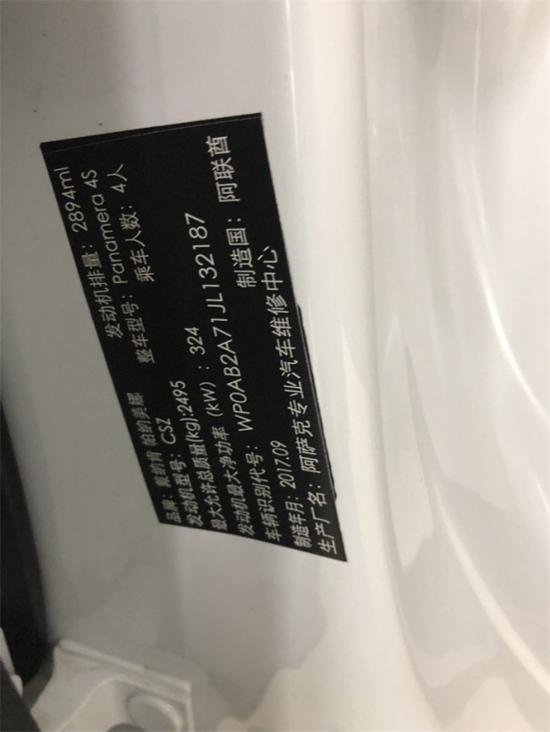 品牌：戴纳肯 帕纳美娜 发动机排量：2894ml
发动机型号：CSZ 整车型号：Panamera 4S
最大允许总质量(kg):2495 乘车人数：4人
发动机最大净功率（kw）：324
车辆识别代号：WP0AB2A71JL132187
制造年月：2017.09 制造国：阿联酋
生产厂名：阿萨克专业汽车维修中心